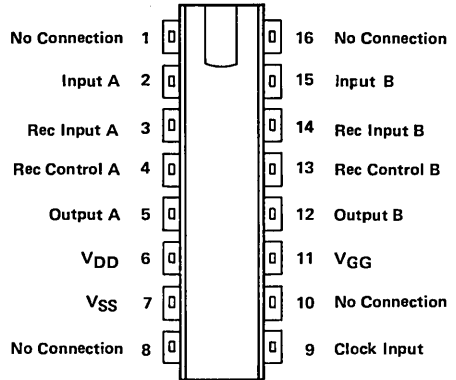 No Connection 1 16 No Connection
Input A 2 15 Input B
Rec Input A 3 14 Rec Input B
Rec Control A 4 13 Rec Control B
Output A 5 12 Output B
VDD 6 11 VGG
VSS 7 10 No Connection
No Connection 8 9 Clock Input